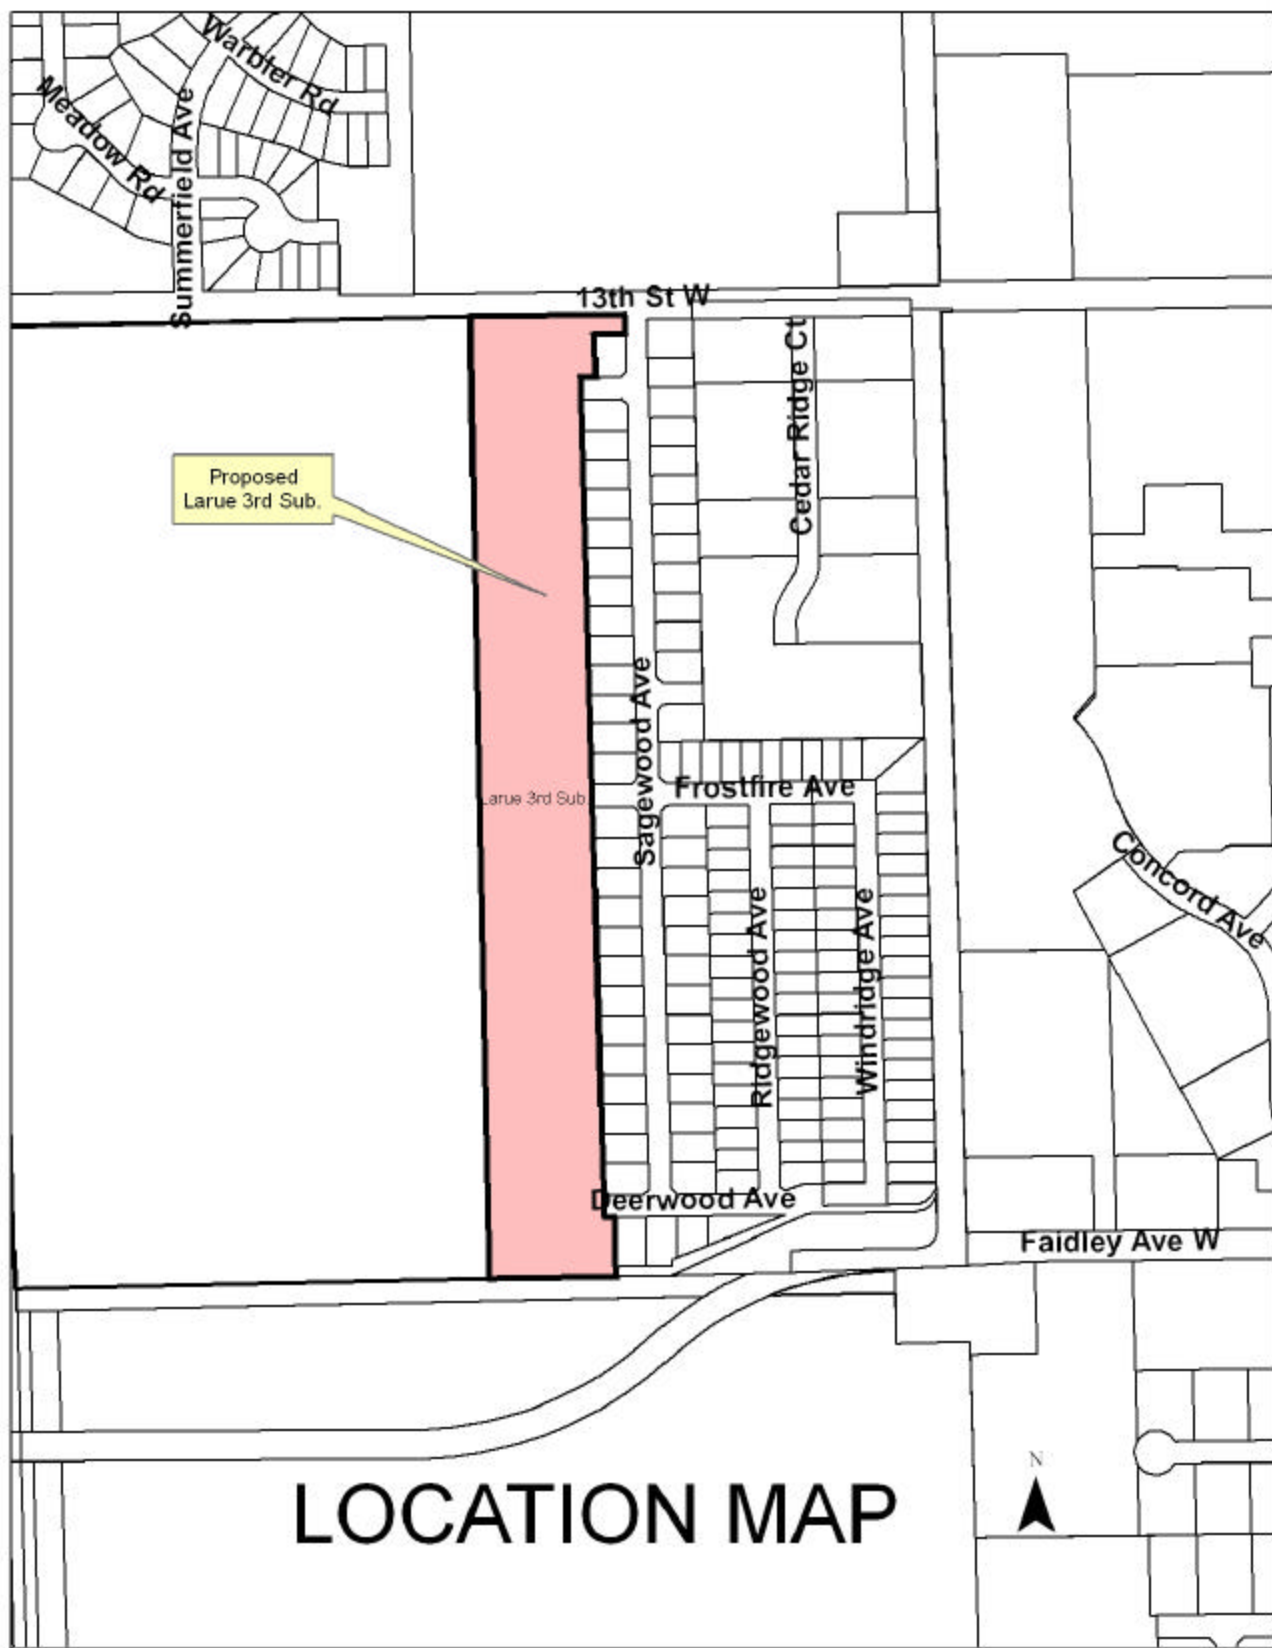 Warbler Rd
Meadow Rd
Summerfield Ave
13th St W
Cedar Ridge Ct
Proposed
Larue 3rd Sub.
Sagewood Ave
Frostfire Ave
Larue 3rd Sub.
Concord Ave
Ridgewood Ave
Windridge Ave
Deerwood Ave
Faidley Ave W
N
LOCATION MAP